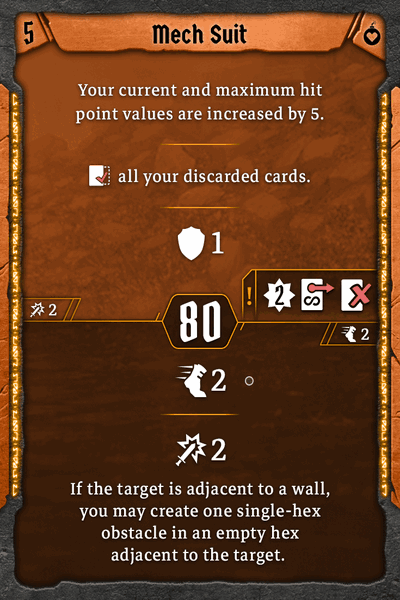 5 Mech Suit
Your current and maximum hit
point values are increased by 5.
all your discarded cards.
1
! 2
2
80
2
2
2
If the target is adjacent to a wall,
you may create one single-hex
obstacle in an empty hex
adjacent to the target.